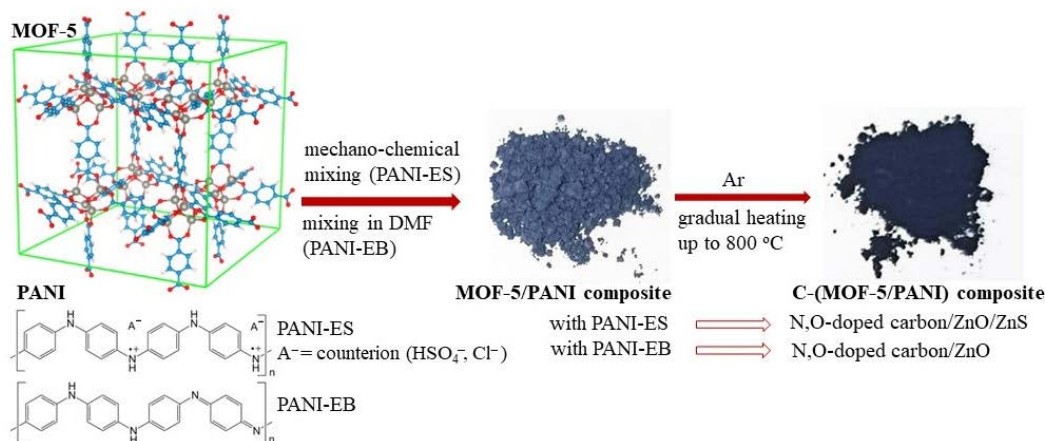 MOF-5
mechano-chemical
mixing (PANI-ES)
mixing in DMF
(PANI-EB)
Ar
gradual heating
up to 800 °C
MOF-5/PANI composite
C-(MOF-5/PANI) composite
with PANI-ES
N,O-doped carbon/ZnO/ZnS
with PANI-EB
N,O-doped carbon/ZnO
PANI
H
N
A⁻
H
N
A⁻
N
H
•+
N
H
•+
n
PANI-ES
A⁻= counterion (HSO₄⁻, Cl⁻)
H
N
N
N
H
N
n
PANI-EB